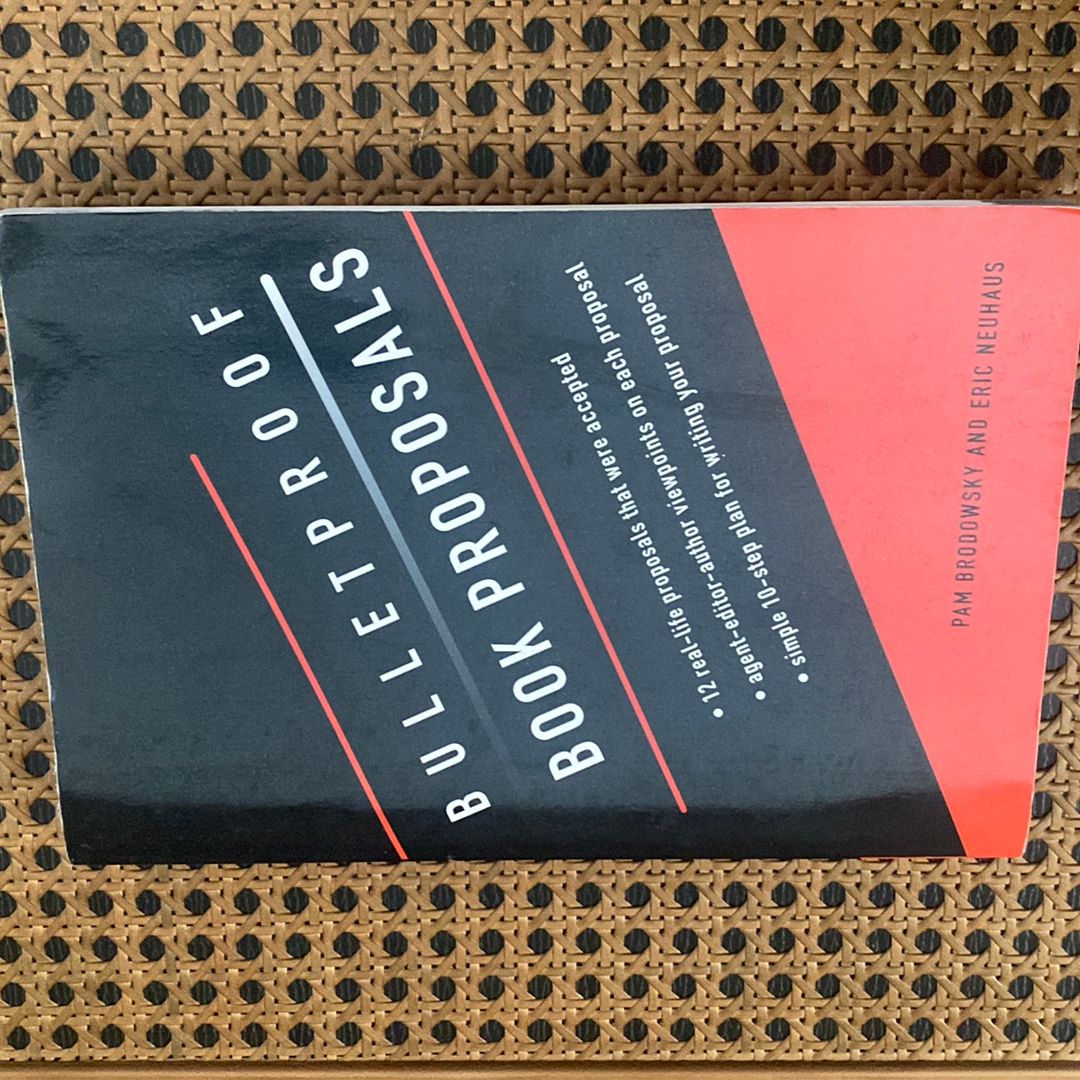 BULLETPROOF
BOOK PROPOSALS
• 12 real-life proposals that were accepted
• agent-editor-author viewpoints on each proposal
• simple 10-step plan for writing your proposal
PAM BRODOWSKY AND ERIC NEUHAUS